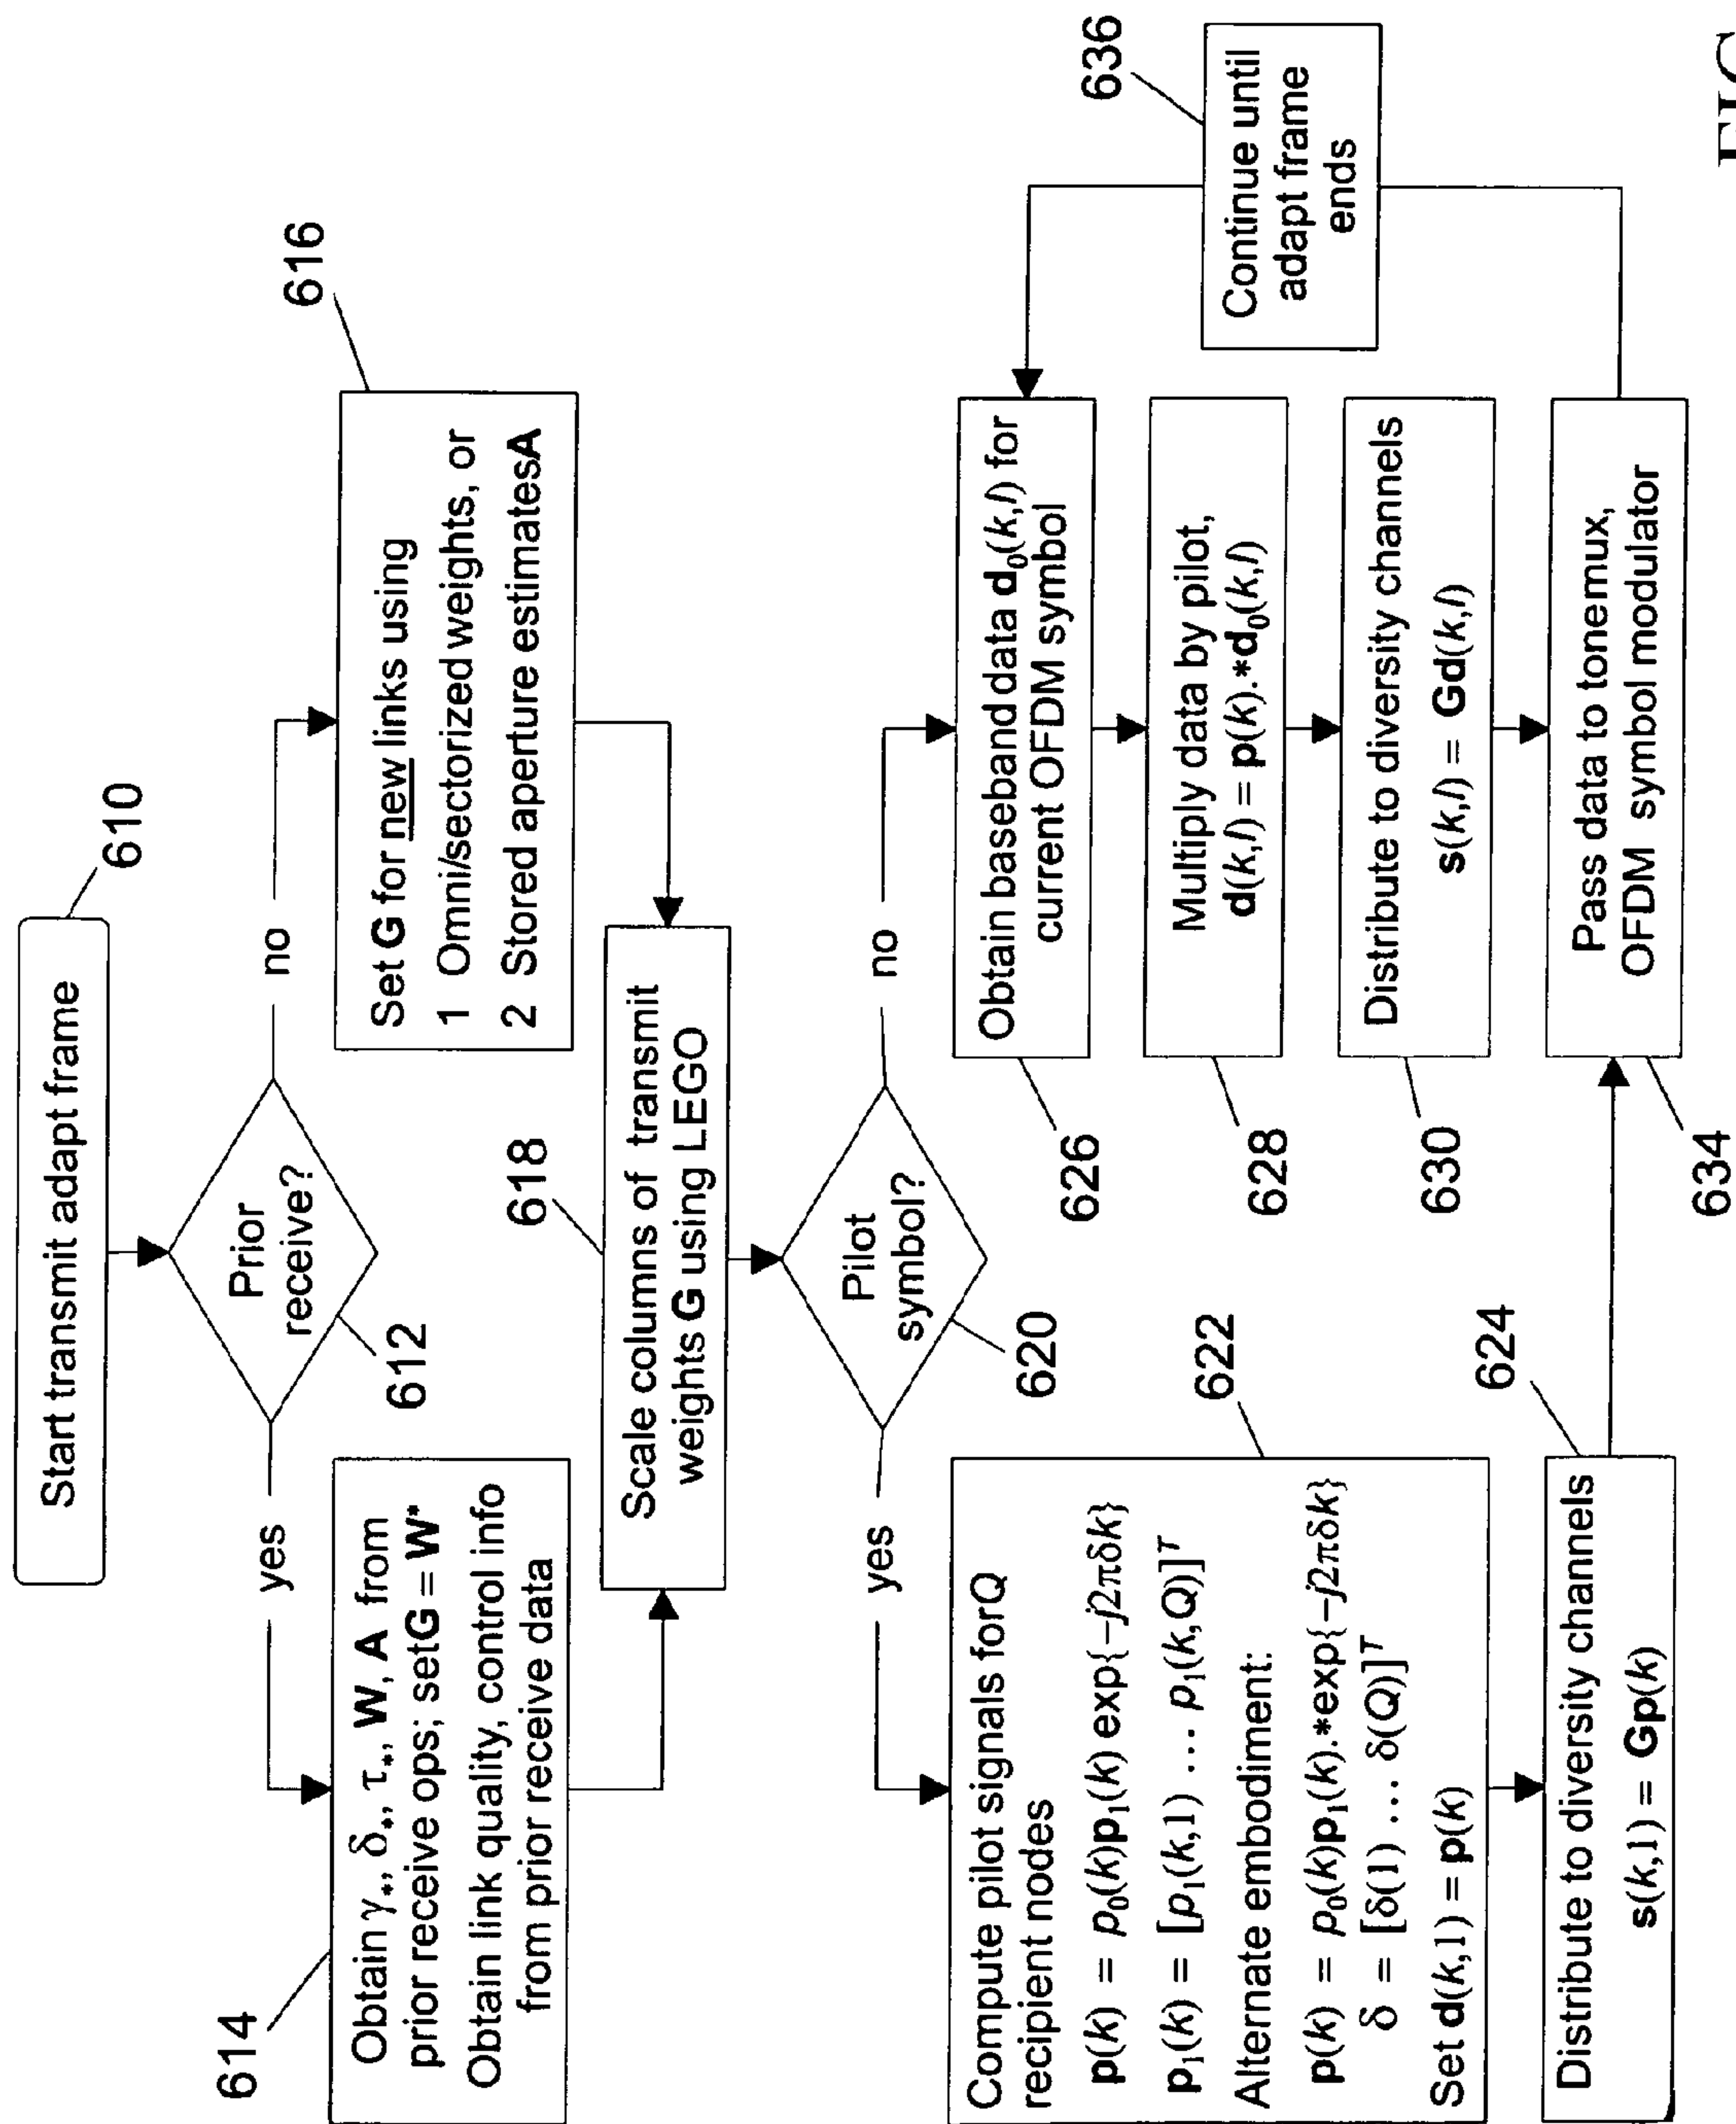 Start transmit adapt frame
610
Prior
receive?
612
yes
no
614
Obtain γ*, δ*, τ*, W, A from
prior receive ops; setG = W*
Obtain link quality, control info
from prior receive data
616
Set G for new links using
1 Omni/sectorized weights, or
2 Stored aperture estimatesA
618
Scale columns of transmit
weights G using LEGO
Pilot
symbol?
620
yes
no
622
Compute pilot signals forQ
recipient nodes
p(k) = p₀(k)p₁(k) exp{−j2πδk}
p₁(k) = [p₁(k,1) … p₁(k,Q)]ᵀ
Alternate embodiment:
p(k) = p₀(k)p₁(k).*exp{−j2πδk}
δ = [δ(1) … δ(Q)]ᵀ
Set d(k,1) = p(k)
624
Distribute to diversity channels
s(k,1) = Gp(k)
626
Obtain baseband data d₀(k,l) for
current OFDM symbol
628
Multiply data by pilot,
d(k,l) = p(k).*d₀(k,l)
630
Distribute to diversity channels
s(k,l) = Gd(k,l)
634
Pass data to tonemux,
OFDM symbol modulator
636
Continue until
adapt frame
ends
FIG